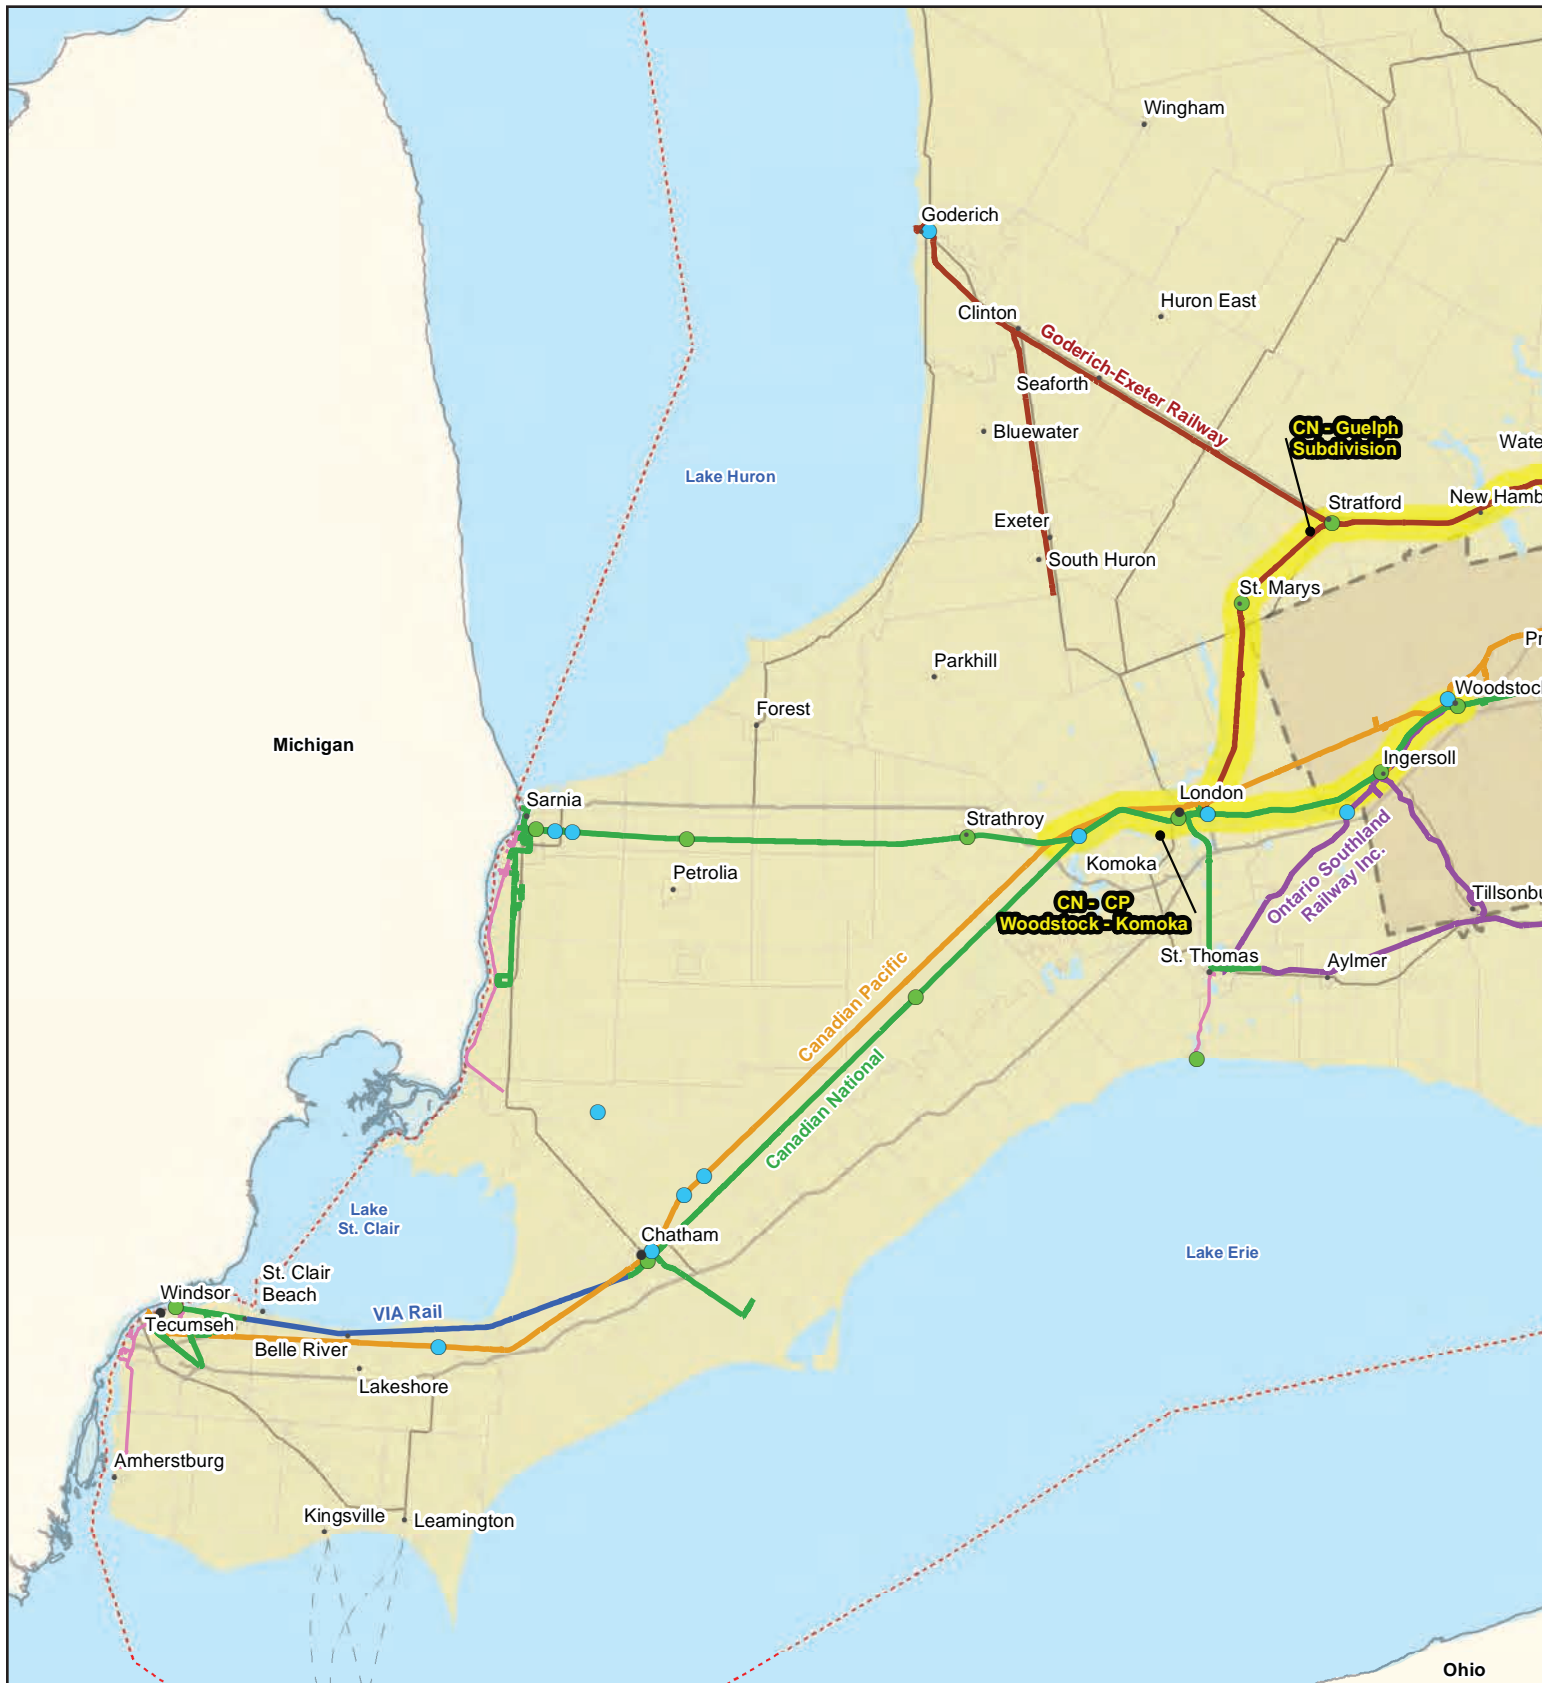 Wingham
Goderich
Huron East
Clinton
Goderich-Exeter Railway
Seaforth
CN - Guelph
Subdivision
Bluewater
Wate
Lake Huron
New Hamb
Stratford
Exeter
South Huron
St. Marys
Pr
Parkhill
Woodstock
Forest
Michigan
Ingersoll
Sarnia
London
Strathroy
Komoka
Petrolia
CN - CP
Woodstock - Komoka
Ontario Southland
Railway Inc.
Tillsonbu
St. Thomas
Aylmer
Canadian Pacific
Canadian National
Lake
St. Clair
Chatham
Lake Erie
St. Clair
Beach
Windsor
VIA Rail
Tecumseh
Belle River
Lakeshore
Amherstburg
Kingsville
Leamington
Ohio